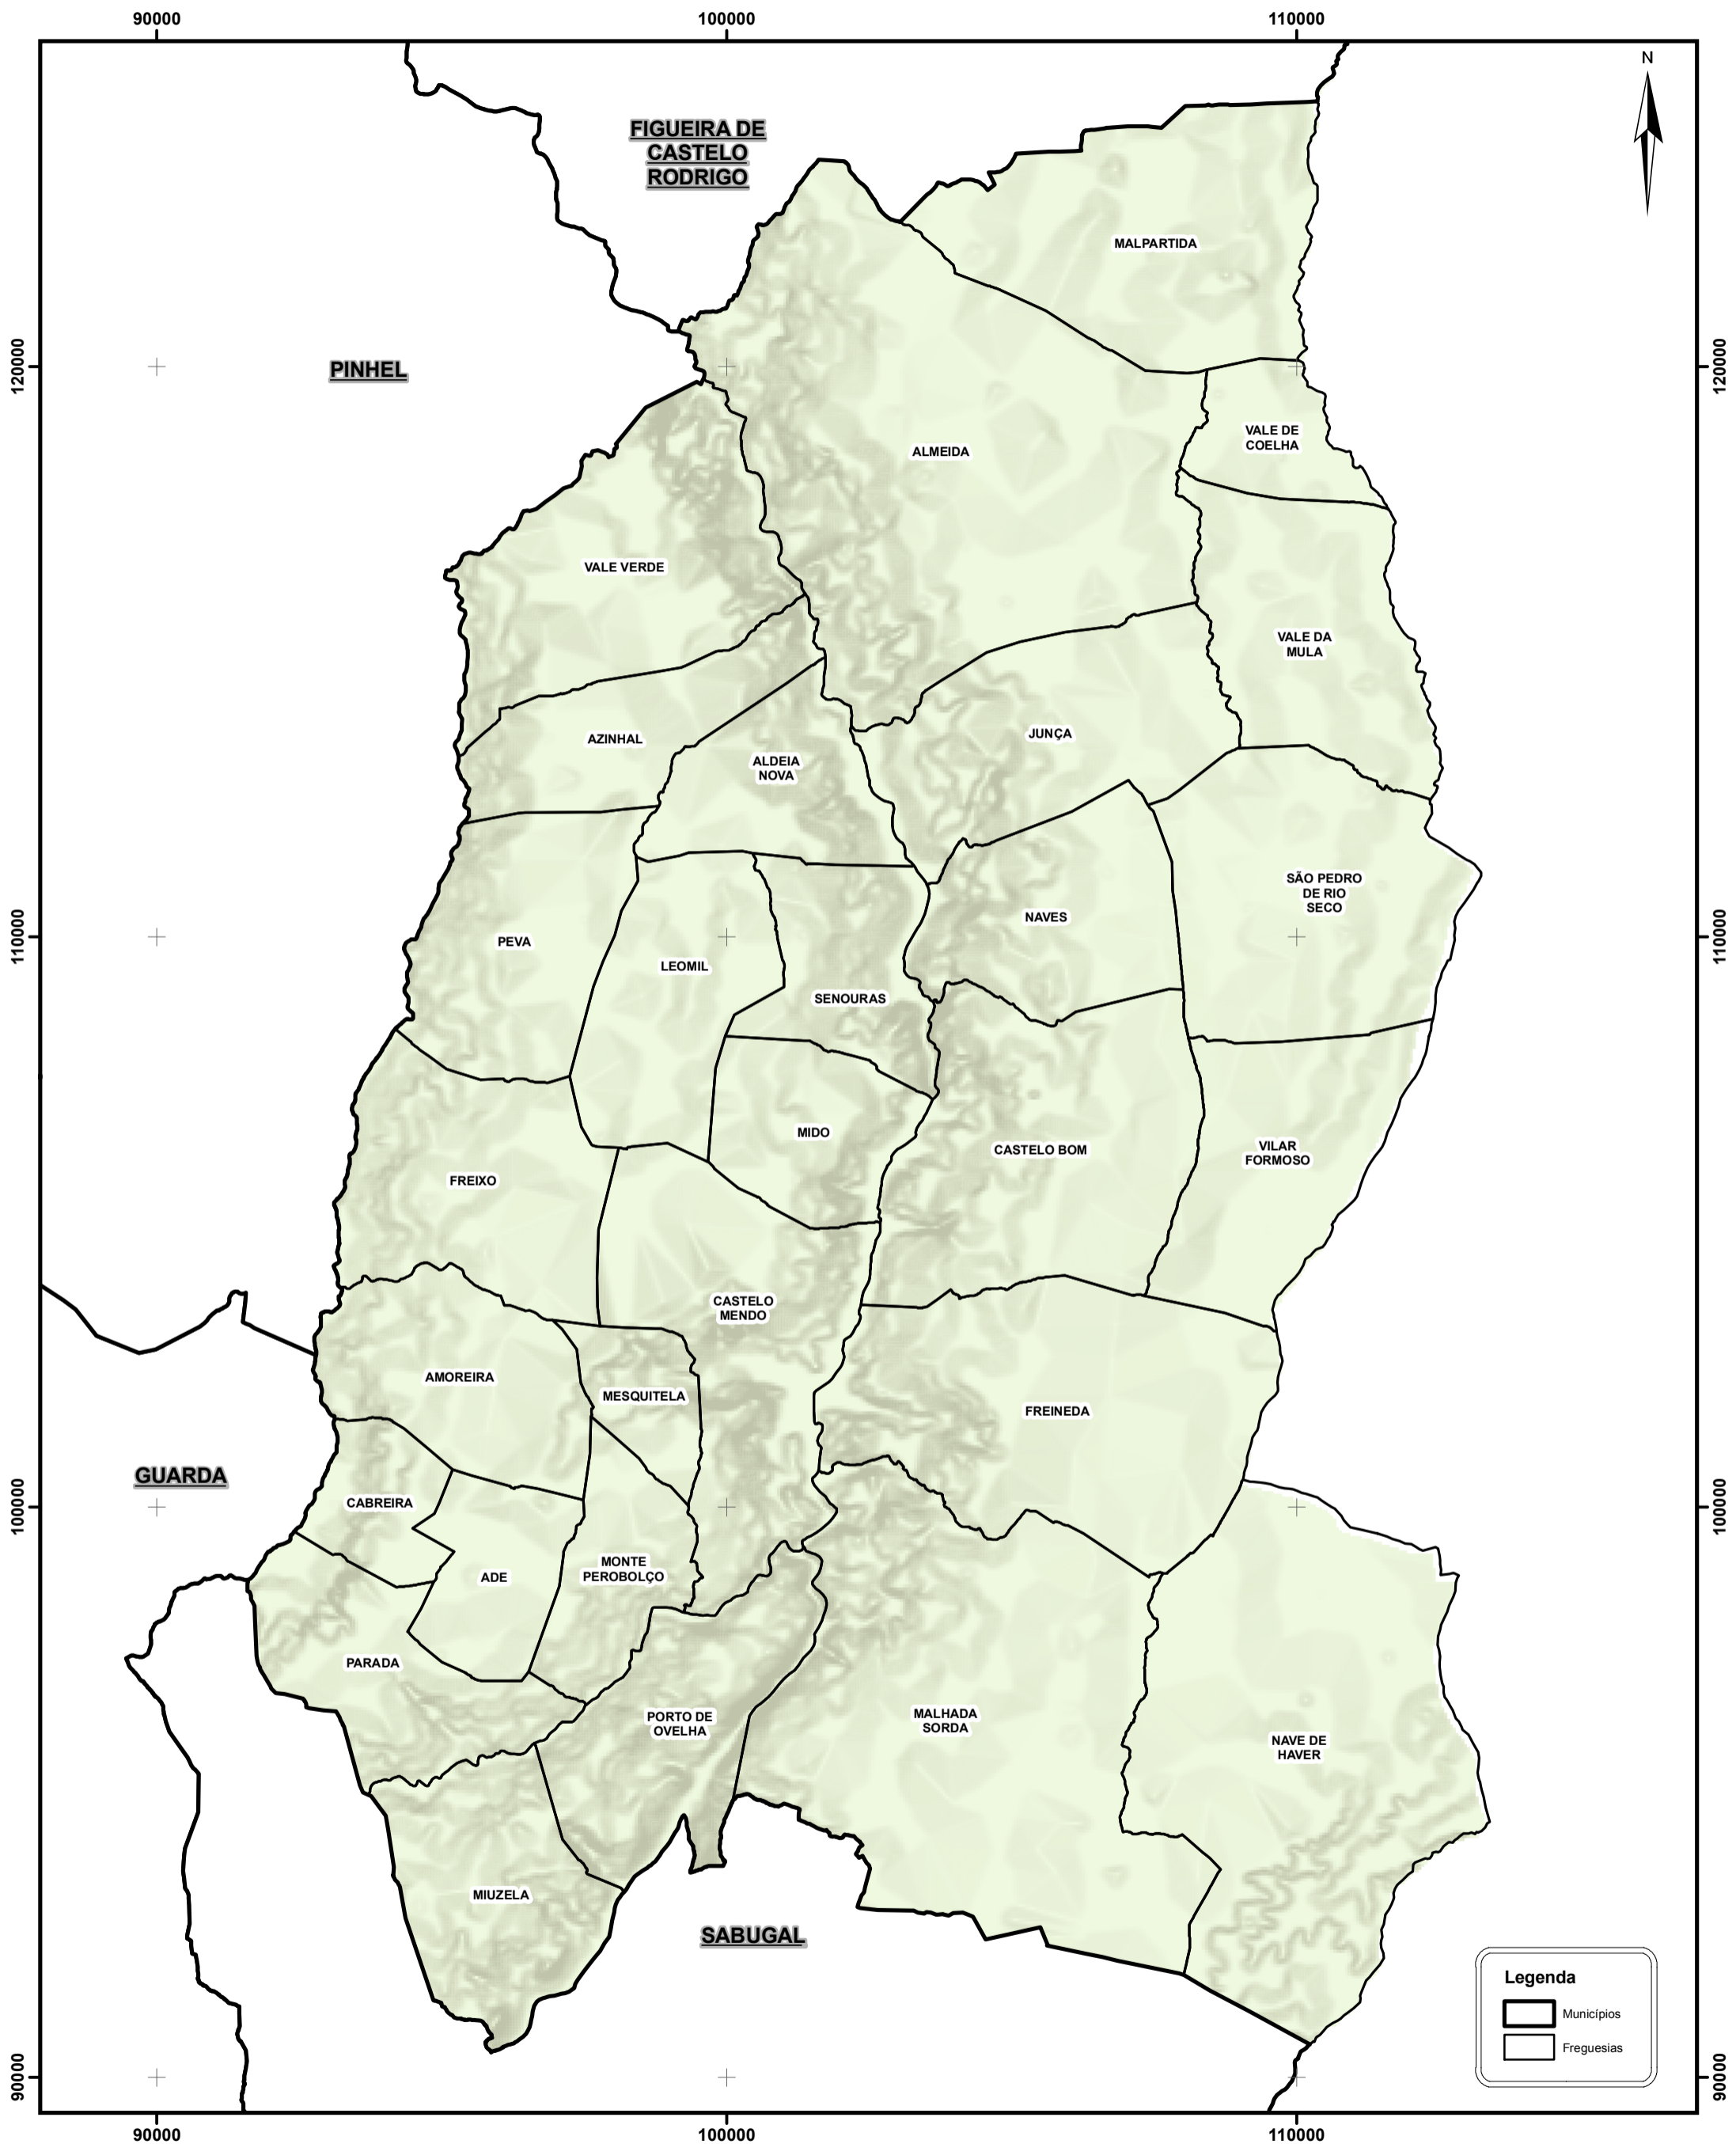 90000
100000
110000
N
FIGUEIRA DE
CASTELO
RODRIGO
MALPARTIDA
120000
120000
PINHEL
VALE DE
COELHA
ALMEIDA
VALE VERDE
VALE DA
MULA
AZINHAL
JUNÇA
ALDEIA
NOVA
SÃO PEDRO
DE RIO
SECO
NAVES
110000
110000
PEVA
LEOMIL
SENOURAS
MIDO
CASTELO BOM
VILAR
FORMOSO
FREIXO
CASTELO
MENDO
AMOREIRA
MESQUITELA
FREINEDA
GUARDA
CABREIRA
100000
100000
ADE
MONTE
PEROBOLÇO
PARADA
PORTO DE
OVELHA
MALHADA
SORDA
NAVE DE
HAVER
MIUZELA
SABUGAL
Legenda
Municípios
Freguesias
90000
90000
90000
100000
110000